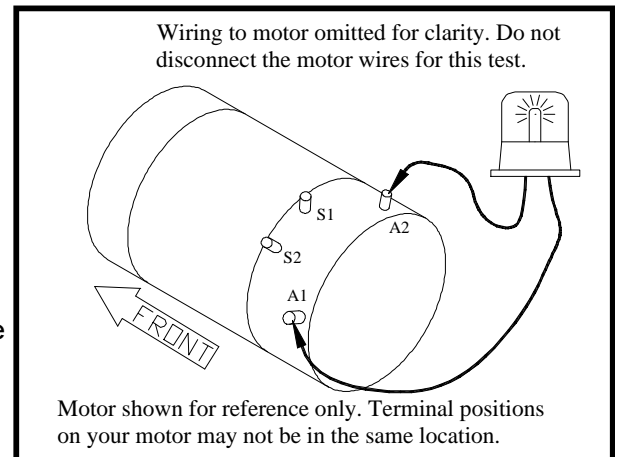 Wiring to motor omitted for clarity. Do not
disconnect the motor wires for this test.
S1
A2
S2
A1
FRONT
e
Motor shown for reference only. Terminal positions
on your motor may not be in the same location.